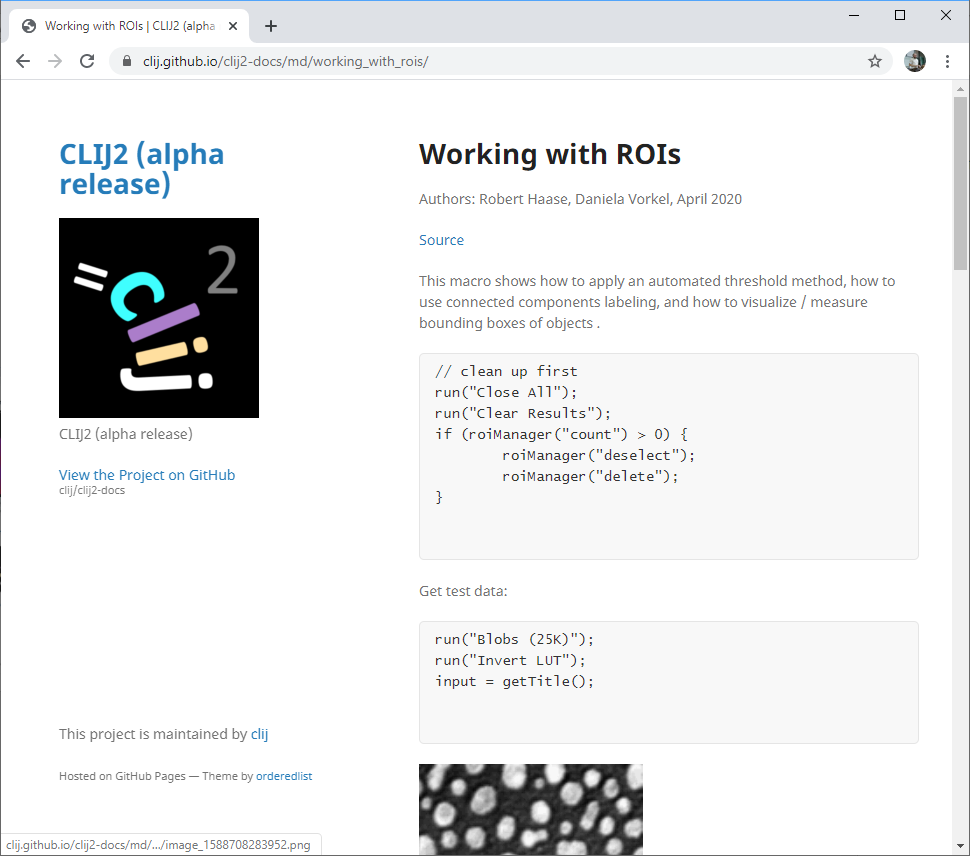 Working with ROIs | CLIJ2 (alpha
clij.github.io/clij2-docs/md/working_with_rois/
CLIJ2 (alpha
release)
2
=clij
CLIJ2 (alpha release)
View the Project on GitHub
clij/clij2-docs
This project is maintained by clij
Hosted on GitHub Pages — Theme by orderedlist
Working with ROIs
Authors: Robert Haase, Daniela Vorkel, April 2020
Source
This macro shows how to apply an automated threshold method, how to
use connected components labeling, and how to visualize / measure
bounding boxes of objects .
// clean up first
run("Close All");
run("Clear Results");
if (roiManager("count") > 0) {
        roiManager("deselect");
        roiManager("delete");
}
Get test data:
run("Blobs (25K)");
run("Invert LUT");
input = getTitle();
clij.github.io/clij2-docs/md/.../image_1588708283952.png